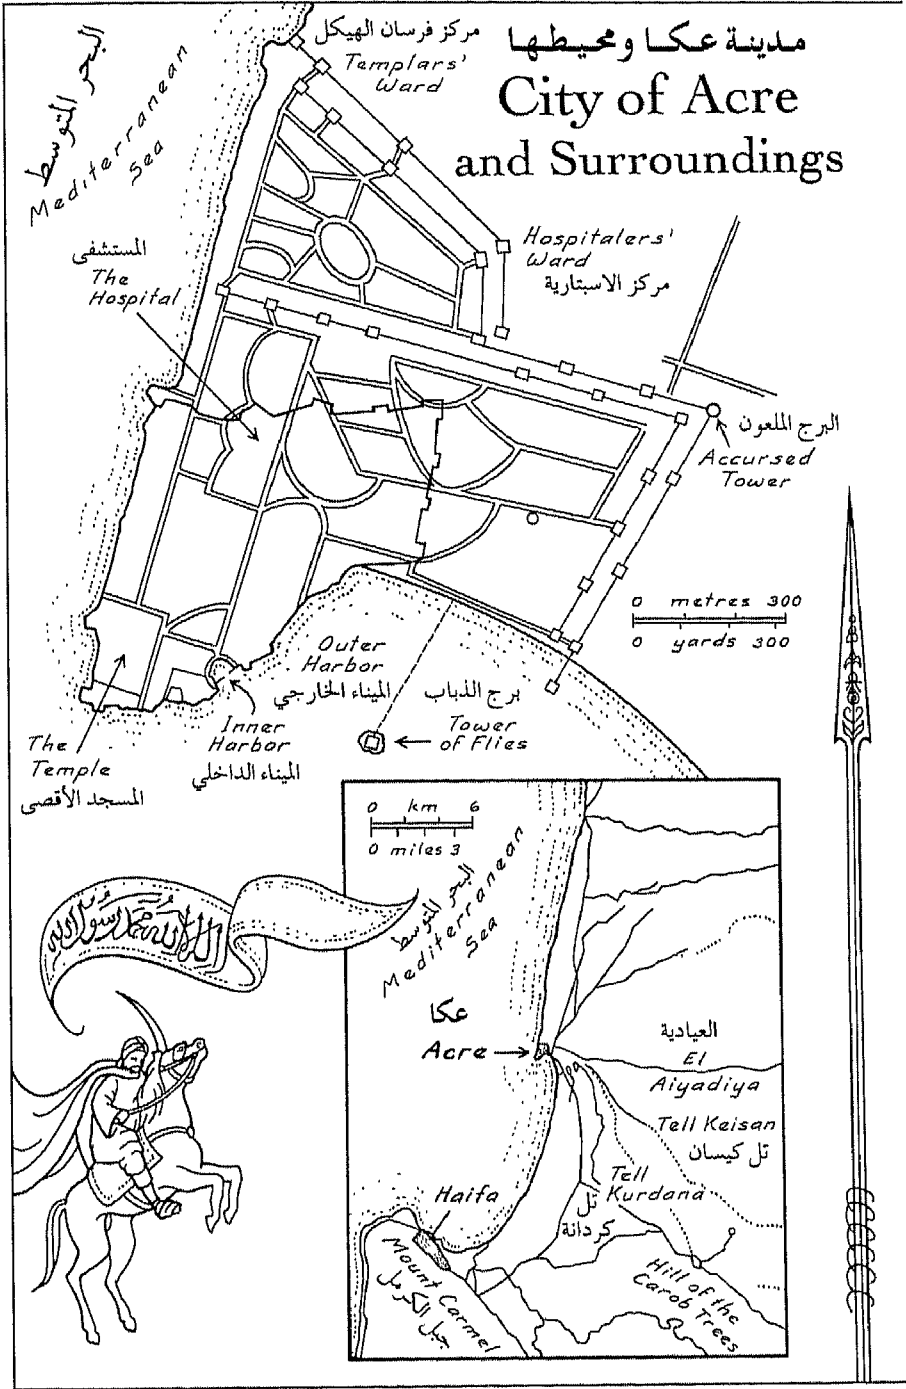 مدينة عكا ومحيطها
City of Acre
and Surroundings
البحر المتوسط
Mediterranean
Sea
مركز فرسان الهيكل
Templars'
Ward
Hospitalers'
Ward
مركز الاسبتارية
المستشفى
The
Hospital
البرج الملعون
Accursed
Tower
0 metres 300
0 yards 300
Outer
Harbor
الميناء الخارجي
برج الذباب
Tower
of Flies
Inner
Harbor
الميناء الداخلي
The
Temple
المسجد الأقصى
0 km 6
0 miles 3
البحر المتوسط
Mediterranean
Sea
عكا
Acre
العيادية
El
Aiyadiya
Tell Keisan
تل كيسان
Tell
Kurdana
تل
كردانة
Haifa
Mount Carmel
جبل الكرمل
Hill of the
Carob Trees
لا إله إلا الله محمد رسول الله